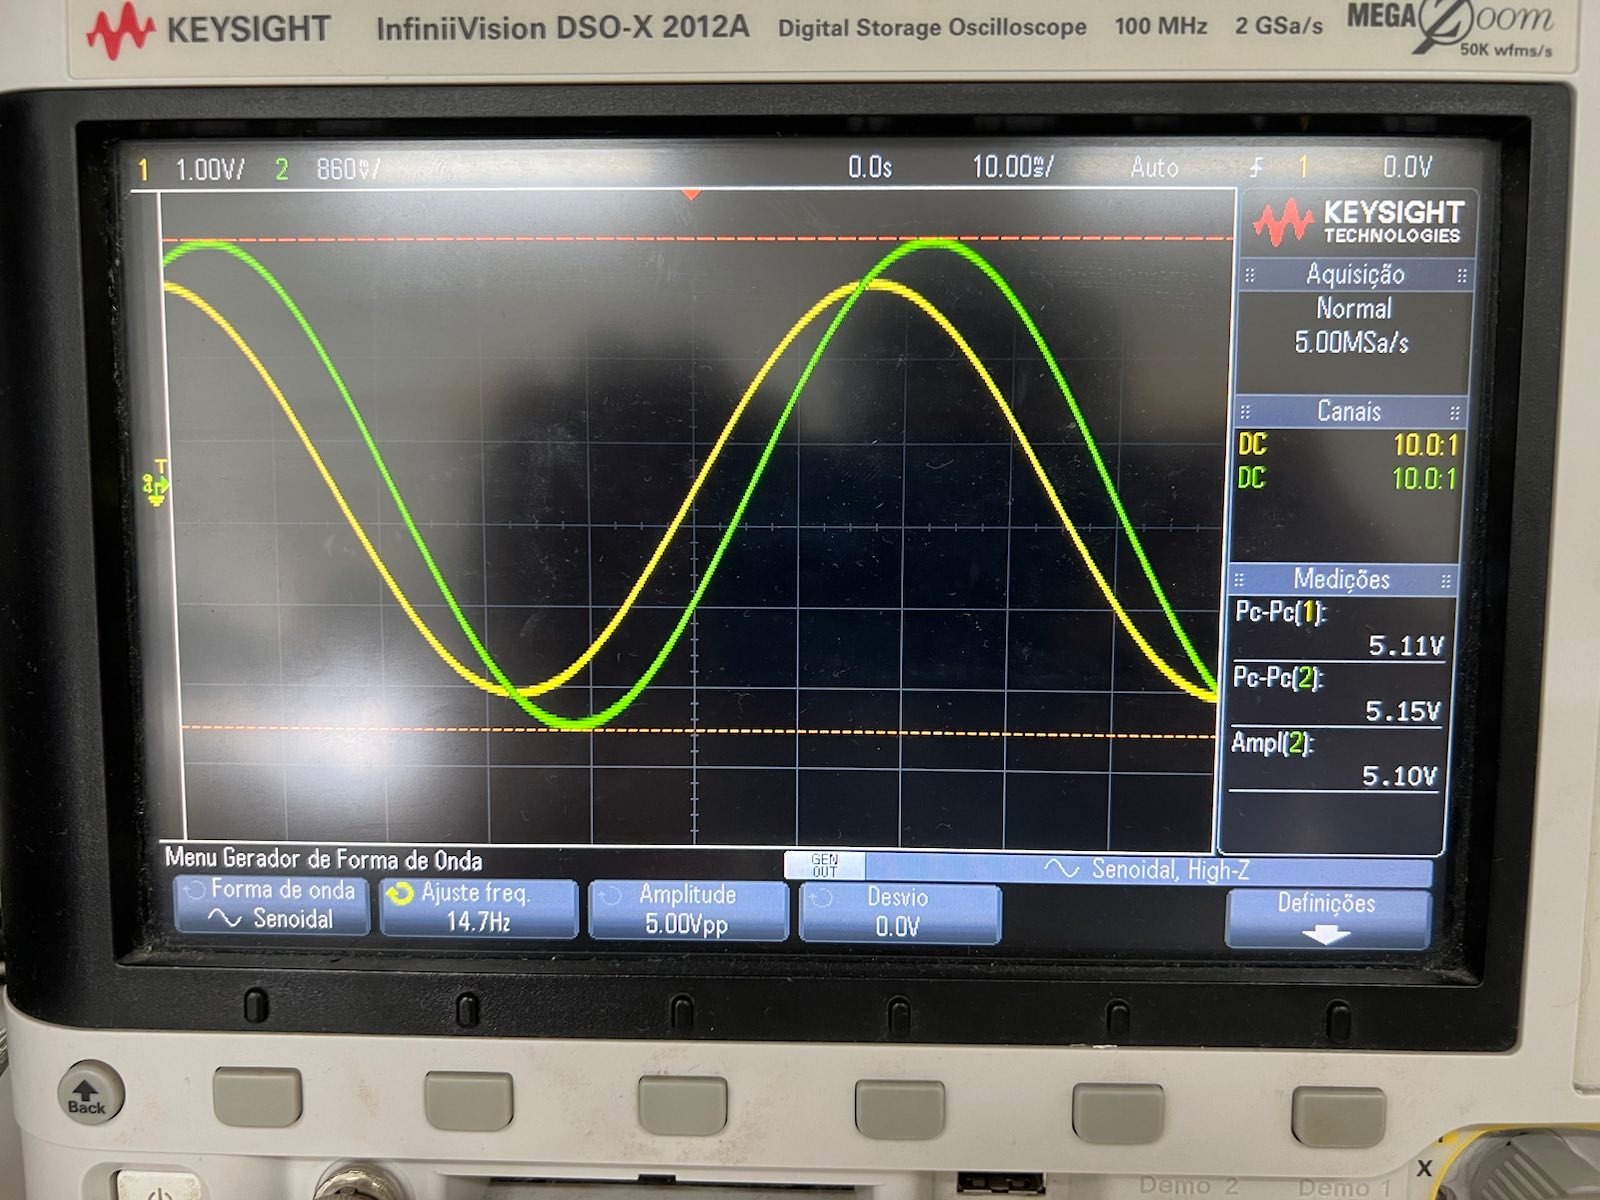 KEYSIGHT InfiniiVision DSO-X 2012A Digital Storage Oscilloscope 100 MHz 2 GSa/s MEGA Zoom
50K wfms/s
1 1.00V/ 2 860mV/ 0.0s 10.00ms/ Auto 1 0.0V
KEYSIGHT
TECHNOLOGIES
Aquisição
Normal
5.00MSa/s
Canais
DC 10.0:1
DC 10.0:1
T
Medições
Pc-Pc(1):
5.11V
Pc-Pc(2):
5.15V
Ampl(2):
5.10V
Menu Gerador de Forma de Onda
GEN
OUT
Senoidal, High-Z
Forma de onda
Senoidal
Ajuste freq.
14.7Hz
Amplitude
5.00Vpp
Desvio
0.0V
Definições
Back
X
Demo 2
Demo 1